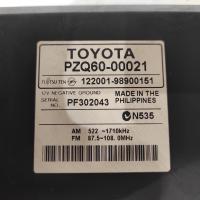 TOYOTA
PZQ60-00021
FUJITSU TEN 122001-98900151
12V NEGATIVE GROUND MADE IN THE
SERIAL NO. PF302043 PHILIPPINES
N535
AM 522 ~1710kHz
FM 87.5~108.0MHz